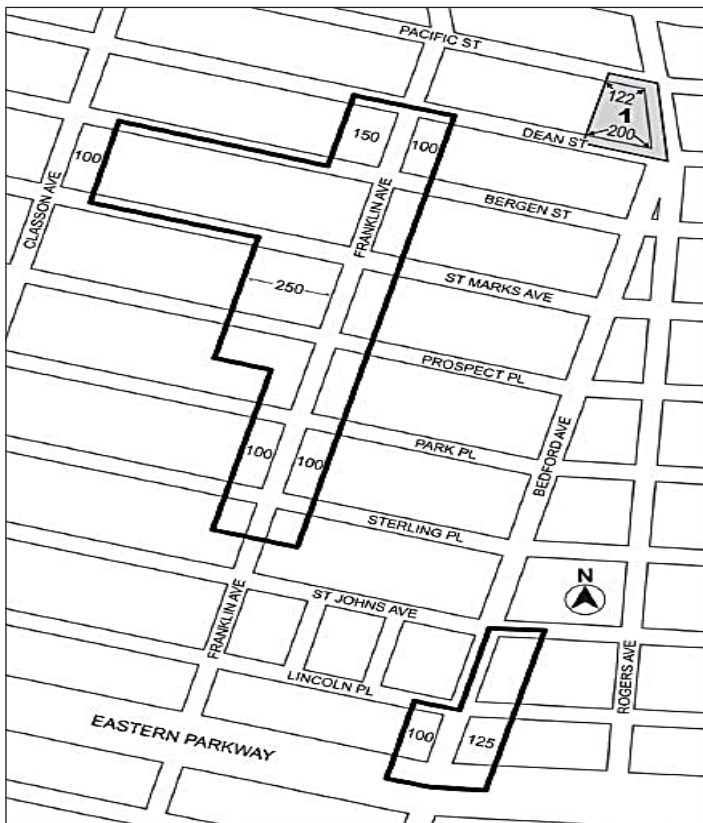 PACIFIC ST
122
1
200
DEAN ST
150
100
100
BERGEN ST
CLASSON AVE
FRANKLIN AVE
ST MARKS AVE
250
PROSPECT PL
PARK PL
BEDFORD AVE
100
100
STERLING PL
N
ST JOHNS AVE
FRANKLIN AVE
ROGERS AVE
LINCOLN PL
EASTERN PARKWAY
100
125